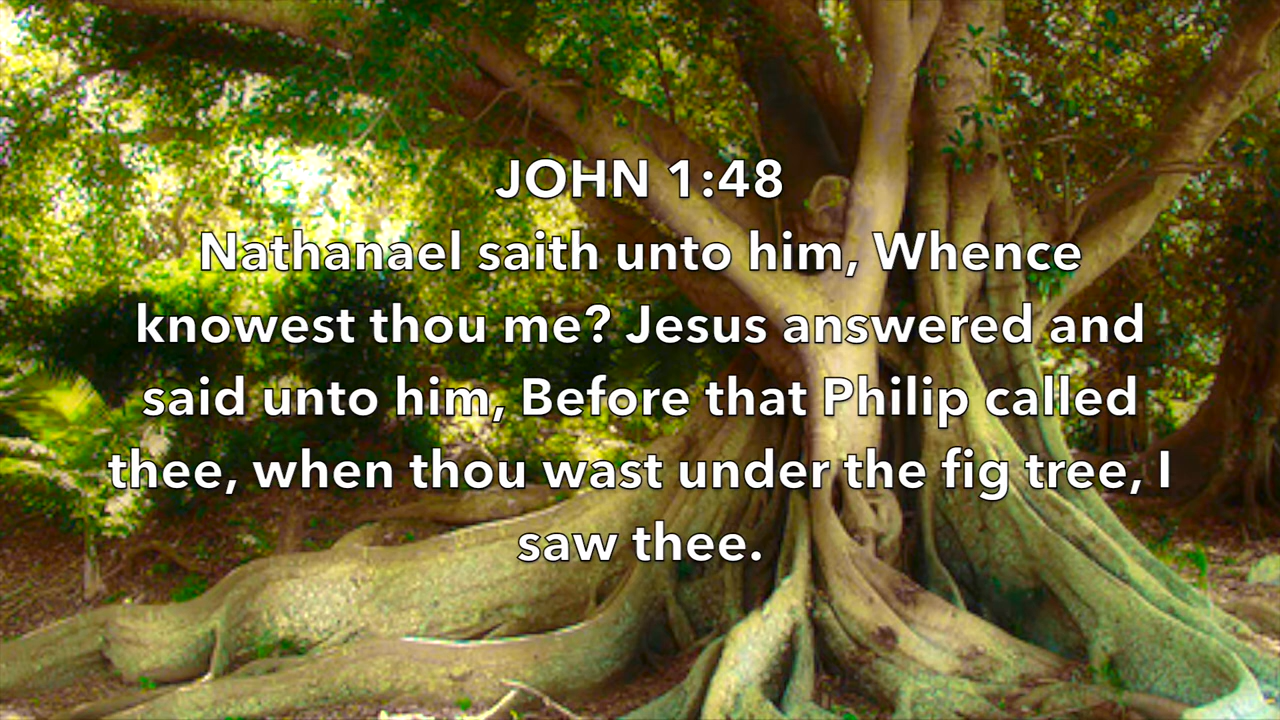 JOHN 1:48
Nathanael saith unto him, Whence
knowest thou me? Jesus answered and
said unto him, Before that Philip called
thee, when thou wast under the fig tree, I
saw thee.